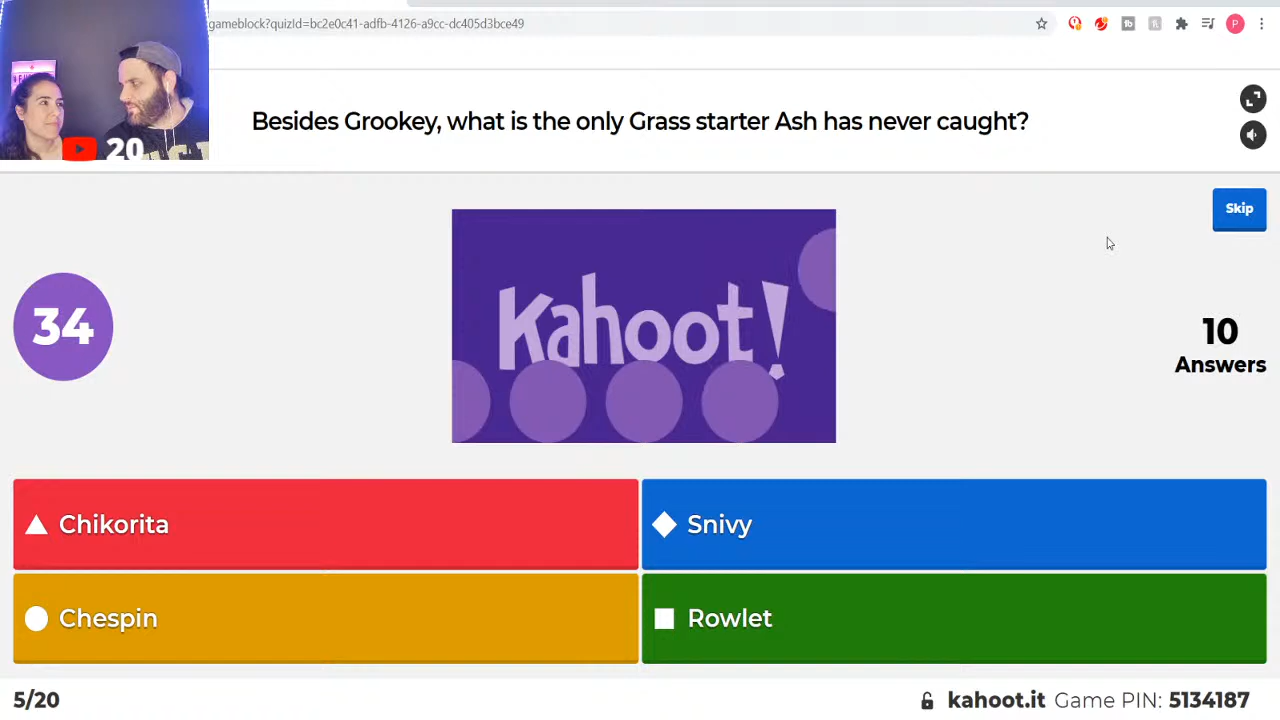 gameblock?quizId=bc2e0c41-adfb-4126-a9cc-dc405d3bce49
P
Besides Grookey, what is the only Grass starter Ash has never caught?
20
Skip
Kahoot!
34
10
Answers
Chikorita
Snivy
Chespin
Rowlet
5/20
kahoot.it Game PIN: 5134187